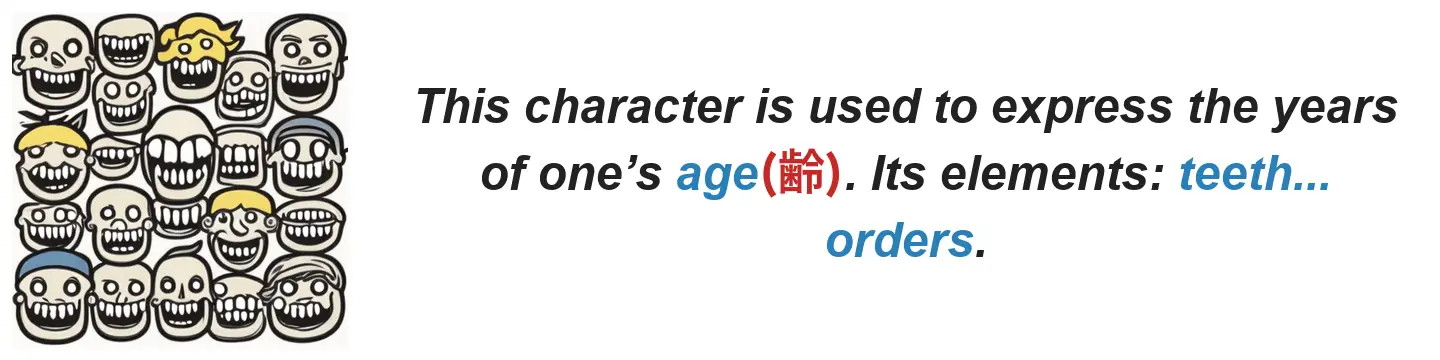 This character is used to express the years
of one’s age(齢). Its elements: teeth...
orders.